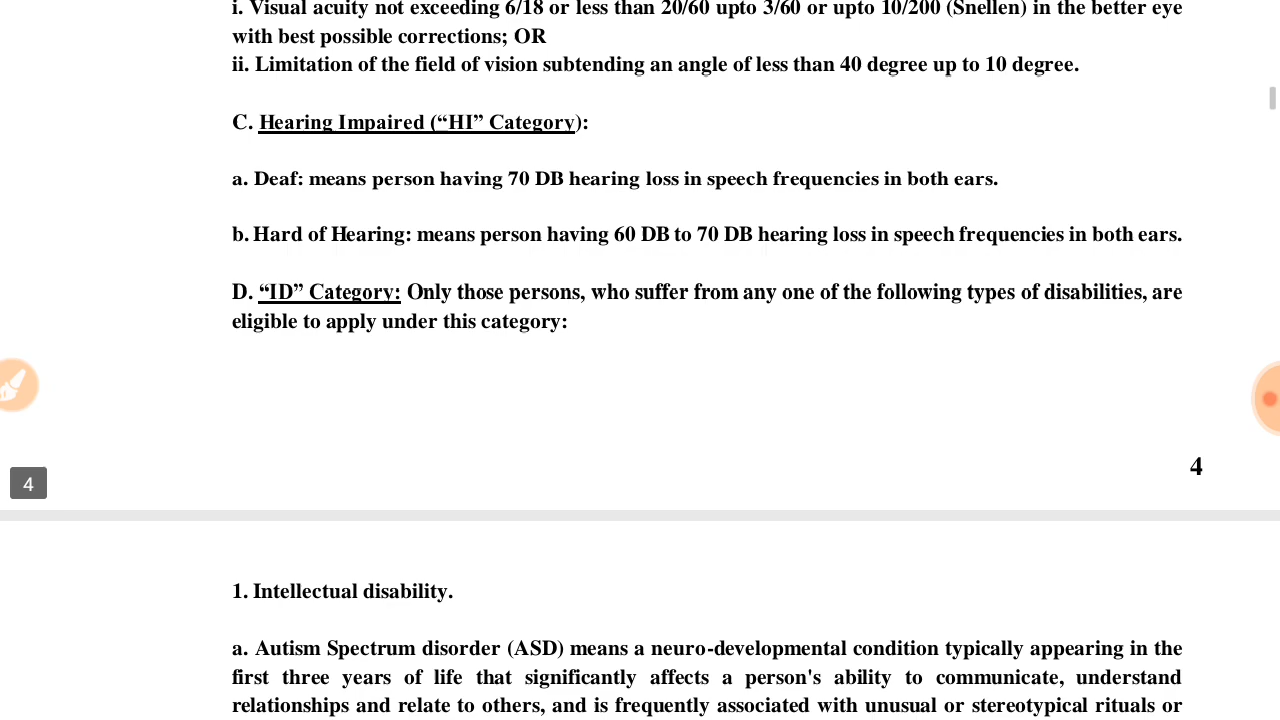 i. Visual acuity not exceeding 6/18 or less than 20/60 upto 3/60 or upto 10/200 (Snellen) in the better eye
with best possible corrections; OR
ii. Limitation of the field of vision subtending an angle of less than 40 degree up to 10 degree.
C. Hearing Impaired (“HI” Category):
a. Deaf: means person having 70 DB hearing loss in speech frequencies in both ears.
b. Hard of Hearing: means person having 60 DB to 70 DB hearing loss in speech frequencies in both ears.
D. “ID” Category: Only those persons, who suffer from any one of the following types of disabilities, are
eligible to apply under this category:
4
4
1. Intellectual disability.
a. Autism Spectrum disorder (ASD) means a neuro-developmental condition typically appearing in the
first three years of life that significantly affects a person's ability to communicate, understand
relationships and relate to others, and is frequently associated with unusual or stereotypical rituals or